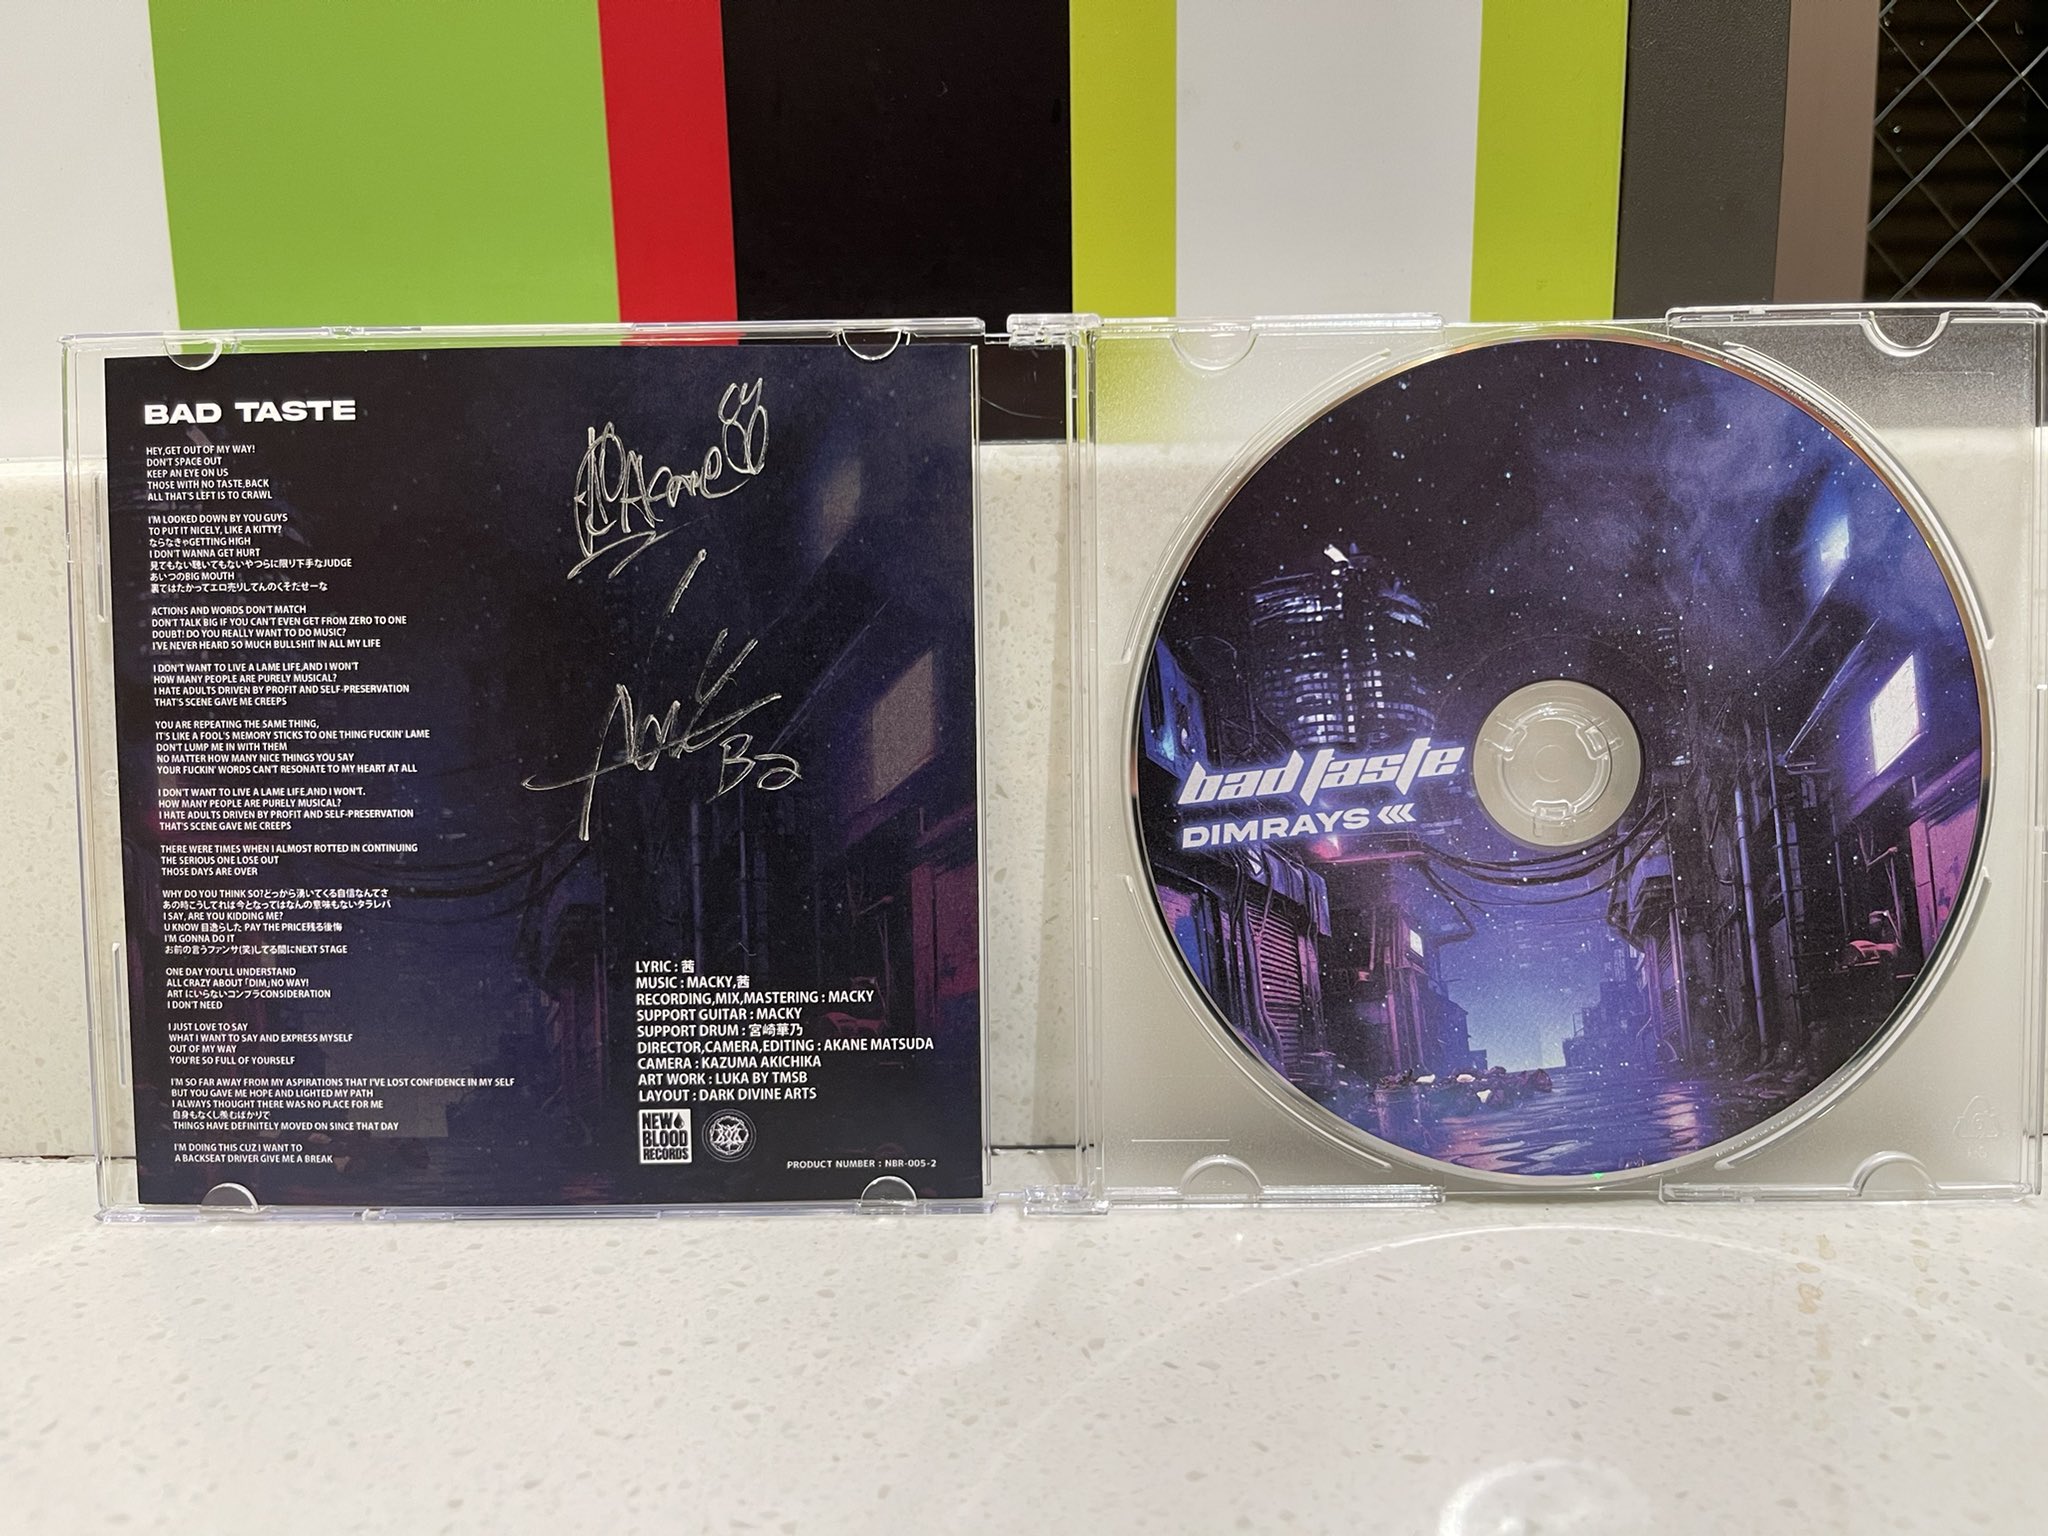 BAD TASTE
HEY,GET OUT OF MY WAY!
DON'T SPACE OUT
KEEP AN EYE ON US
THOSE WITH NO TASTE,BACK
ALL THAT'S LEFT IS TO CRAWL
I'M LOOKED DOWN BY YOU GUYS
TO PUT IT NICELY, LIKE A KITTY?
ならなきゃGETTING HIGH
I DON'T WANNA GET HURT
見てもない聴いてもないやつらに限り下手なJUDGE
あいつのBIG MOUTH
裏ではたかってエロ売りしてんのくそだせーな
ACTIONS AND WORDS DON'T MATCH
DON'T TALK BIG IF YOU CAN'T EVEN GET FROM ZERO TO ONE
DOUBT! DO YOU REALLY WANT TO DO MUSIC?
I'VE NEVER HEARD SO MUCH BULLSHIT IN ALL MY LIFE
I DON'T WANT TO LIVE A LAME LIFE,AND I WON'T
HOW MANY PEOPLE ARE PURELY MUSICAL?
I HATE ADULTS DRIVEN BY PROFIT AND SELF-PRESERVATION
THAT'S SCENE GAVE ME CREEPS
YOU ARE REPEATING THE SAME THING,
IT'S LIKE A FOOL'S MEMORY STICKS TO ONE THING FUCKIN' LAME
DON'T LUMP ME IN WITH THEM
NO MATTER HOW MANY NICE THINGS YOU SAY
YOUR FUCKIN' WORDS CAN'T RESONATE TO MY HEART AT ALL
I DON'T WANT TO LIVE A LAME LIFE,AND I WON'T.
HOW MANY PEOPLE ARE PURELY MUSICAL?
I HATE ADULTS DRIVEN BY PROFIT AND SELF-PRESERVATION
THAT'S SCENE GAVE ME CREEPS
THERE WERE TIMES WHEN I ALMOST ROTTED IN CONTINUING
THE SERIOUS ONE LOSE OUT
THOSE DAYS ARE OVER
WHY DO YOU THINK SO?どっから湧いてくる自信なんてさ
あの時こうしてれは今となってはなんの意味もないタラレバ
I SAY, ARE YOU KIDDING ME?
U KNOW 目逸らした PAY THE PRICE残る後悔
I'M GONNA DO IT
お前の言うファンサ(笑)してる間にNEXT STAGE
ONE DAY YOU'LL UNDERSTAND
ALL CRAZY ABOUT「DIM」NO WAY!
ART にいらないコンプラCONSIDERATION
I DON'T NEED
I JUST LOVE TO SAY
WHAT I WANT TO SAY AND EXPRESS MYSELF
OUT OF MY WAY
YOU'RE SO FULL OF YOURSELF
I'M SO FAR AWAY FROM MY ASPIRATIONS THAT I'VE LOST CONFIDENCE IN MY SELF
BUT YOU GAVE ME HOPE AND LIGHTED MY PATH
I ALWAYS THOUGHT THERE WAS NO PLACE FOR ME
自身もなくし羨むばかりで
THINGS HAVE DEFINITELY MOVED ON SINCE THAT DAY
I'M DOING THIS CUZ I WANT TO
A BACKSEAT DRIVER GIVE ME A BREAK
Akane
Ba
LYRIC : 茜
MUSIC : MACKY,茜
RECORDING,MIX,MASTERING : MACKY
SUPPORT GUITAR : MACKY
SUPPORT DRUM : 宮崎華乃
DIRECTOR,CAMERA,EDITING : AKANE MATSUDA
CAMERA : KAZUMA AKICHIKA
ART WORK : LUKA BY TMSB
LAYOUT : DARK DIVINE ARTS
NEW
BLOOD
RECORDS
PRODUCT NUMBER : NBR-005-2
bad taste
DIMRAYS